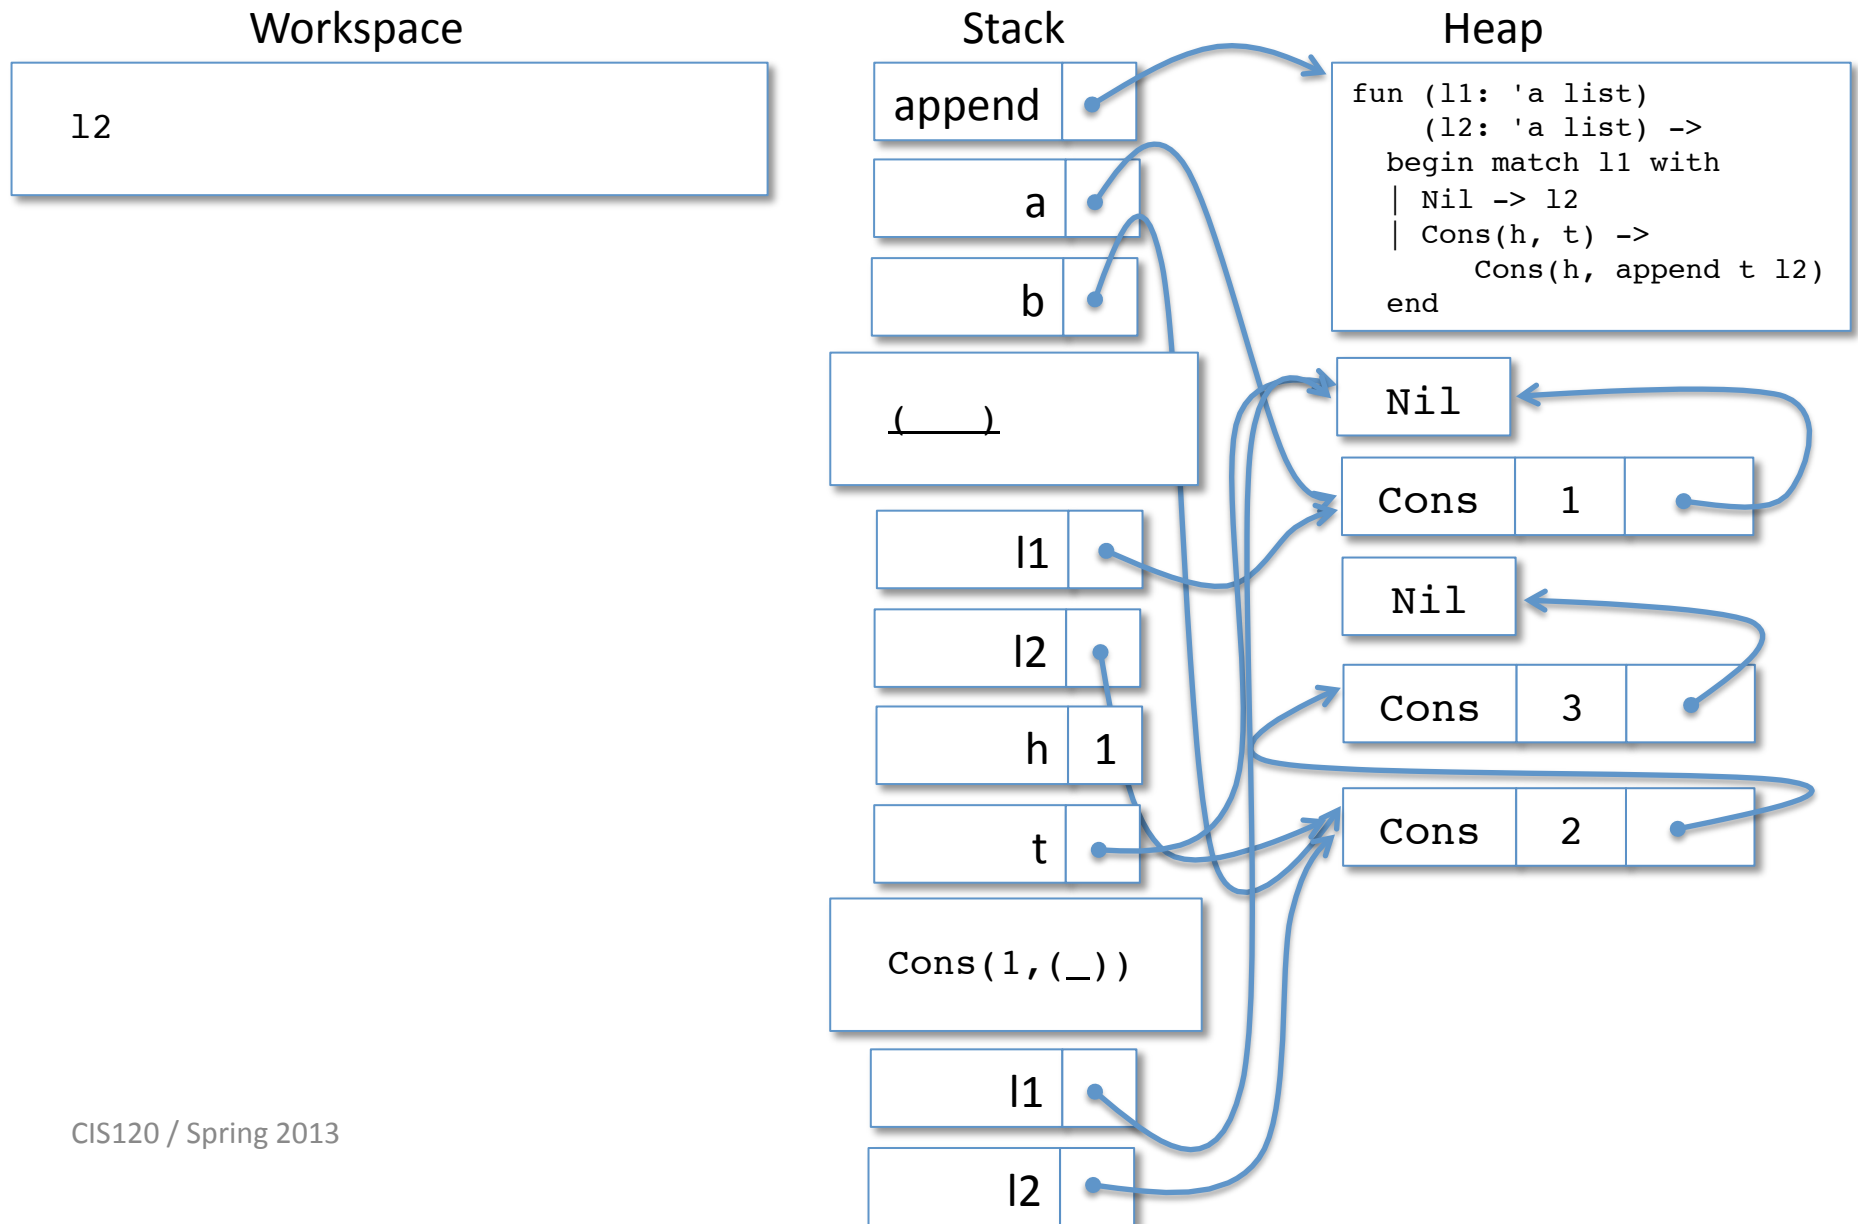 Workspace
Stack
Heap
l2
append
a
b
(___)
l1
l2
h 1
t
Cons(1,(_))
l1
l2
fun (l1: 'a list)
(l2: 'a list) ->
begin match l1 with
| Nil -> l2
| Cons(h, t) ->
Cons(h, append t l2)
end
Nil
Cons 1
Nil
Cons 3
Cons 2
CIS120 / Spring 2013